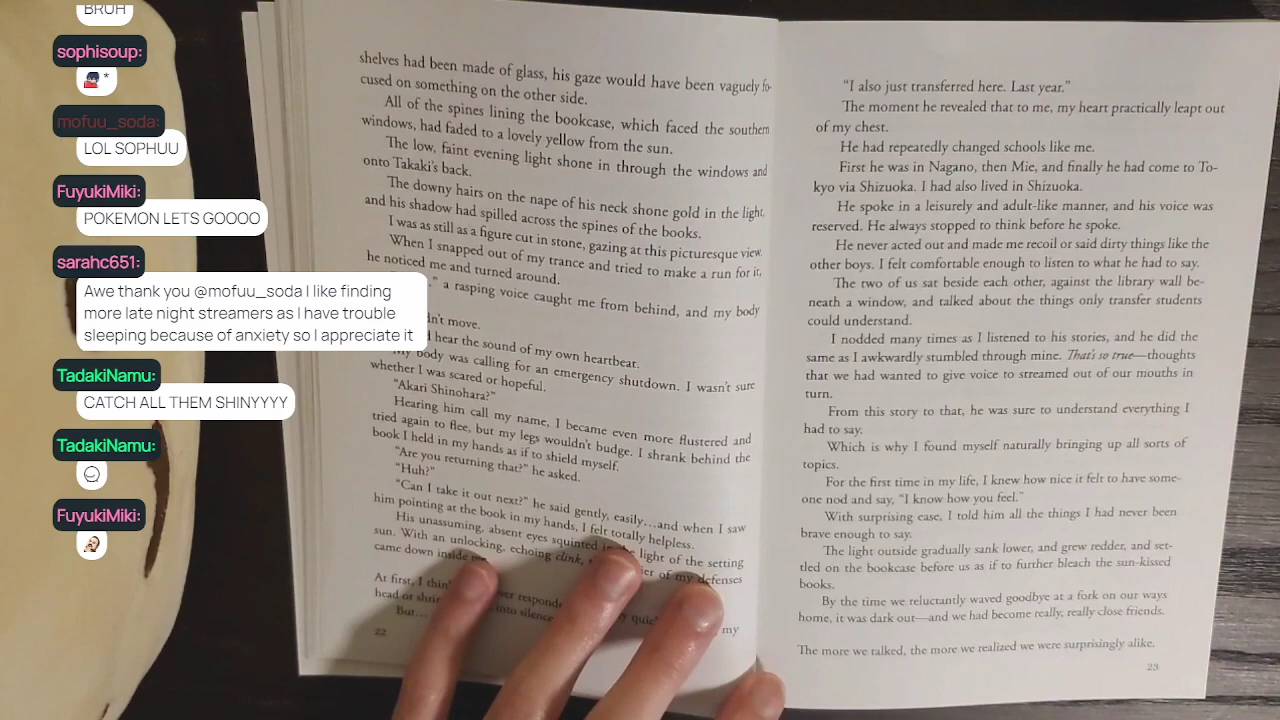 BRUH
sophisoup:
*
mofuu_soda:
LOL SOPHUU
FuyukiMiki:
POKEMON LETS GOOOO
sarahc651:
Awe thank you @mofuu_soda I like finding
more late night streamers as I have trouble
sleeping because of anxiety so I appreciate it
TadakiNamu:
CATCH ALL THEM SHINYYYY
TadakiNamu:
FuyukiMiki:
shelves had been made of glass, his gaze would have been vaguely fo-
cused on something on the other side.
All of the spines lining the bookcase, which faced the southern
windows, had faded to a lovely yellow from the sun.
The low, faint evening light shone in through the windows and
onto Takaki's back.
The downy hairs on the nape of his neck shone gold in the light,
and his shadow had spilled across the spines of the books.
I was as still as a figure cut in stone, gazing at this picturesque view.
When I snapped out of my trance and tried to make a run for it,
he noticed me and turned around.
." a rasping voice caught me from behind, and my body
dn't move.
hear the sound of my own heartbeat.
My body was calling for an emergency shutdown. I wasn't sure
whether I was scared or hopeful.
"Akari Shinohara?"
Hearing him call my name, I became even more flustered and
tried again to flee, but my legs wouldn't budge. I shrank behind the
book I held in my hands as if to shield myself.
"Are you returning that?" he asked.
"Huh?"
"Can I take it out next?" he said gently, easily…and when I saw
him pointing at the book in my hands, I felt totally helpless.
His unassuming, absent eyes squinted in the light of the setting
sun. With an unlocking, echoing clink, of my defenses
came down inside
At first, I
head or into silence
But… my
22
"I also just transferred here. Last year."
The moment he revealed that to me, my heart practically leapt out
of my chest.
He had repeatedly changed schools like me.
First he was in Nagano, then Mie, and finally he had come to To-
kyo via Shizuoka. I had also lived in Shizuoka.
He spoke in a leisurely and adult-like manner, and his voice was
reserved. He always stopped to think before he spoke.
He never acted out and made me recoil or said dirty things like the
other boys. I felt comfortable enough to listen to what he had to say.
The two of us sat beside each other, against the library wall be-
neath a window, and talked about the things only transfer students
could understand.
I nodded many times as I listened to his stories, and he did the
same as I awkwardly stumbled through mine. That's so true—thoughts
that we had wanted to give voice to streamed out of our mouths in
turn.
From this story to that, he was sure to understand everything I
had to say.
Which is why I found myself naturally bringing up all sorts of
topics.
For the first time in my life, I knew how nice it felt to have some-
one nod and say, "I know how you feel."
With surprising ease, I told him all the things I had never been
brave enough to say.
The light outside gradually sank lower, and grew redder, and set-
tled on the bookcase before us as if to further bleach the sun-kissed
books.
By the time we reluctantly waved goodbye at a fork on our ways
home, it was dark out—and we had become really, really close friends.
The more we talked, the more we realized we were surprisingly alike.
23